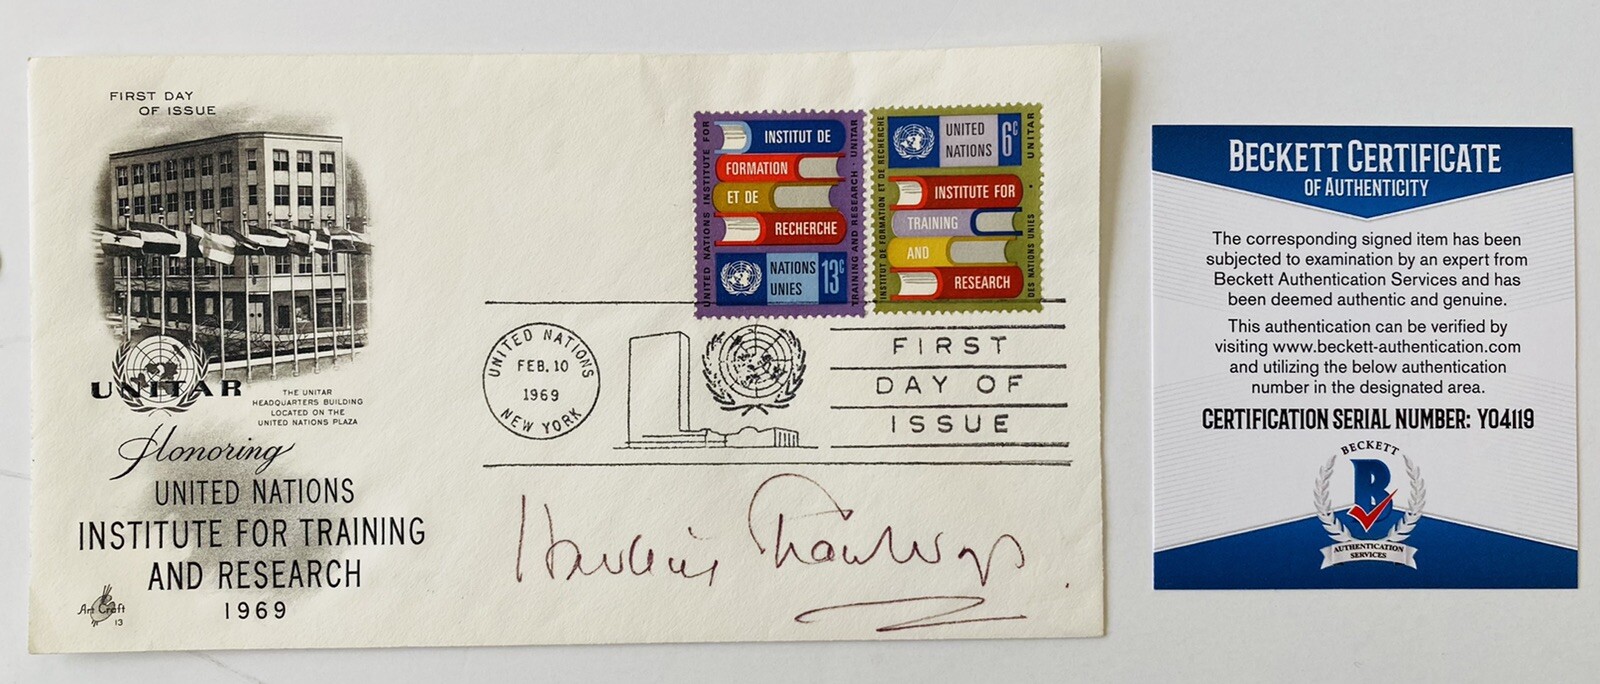 FIRST DAY
OF ISSUE
UNITAR
THE UNITAR
HEADQUARTERS BUILDING
LOCATED ON THE
UNITED NATIONS PLAZA
Honoring
UNITED NATIONS
INSTITUTE FOR TRAINING
AND RESEARCH
1969
Art Craft
13
UNITED NATIONS INSTITUTE FOR
INSTITUT DE
FORMATION
ET DE
RECHERCHE
NATIONS
UNIES
13c
TRAINING AND RESEARCH · UNITAR
INSTITUT DE FORMATION ET DE RECHERCHE
UNITED
NATIONS
6c
INSTITUTE FOR
TRAINING
AND
RESEARCH
DES NATIONS UNIES · UNITAR
UNITED NATIONS
FEB. 10
1969
NEW YORK
FIRST
DAY OF
ISSUE
BECKETT CERTIFICATE
OF AUTHENTICITY
The corresponding signed item has been
subjected to examination by an expert from
Beckett Authentication Services and has
been deemed authentic and genuine.
This authentication can be verified by
visiting www.beckett-authentication.com
and utilizing the below authentication
number in the designated area.
CERTIFICATION SERIAL NUMBER: Y04119
BECKETT
B
AUTHENTICATION
SERVICES